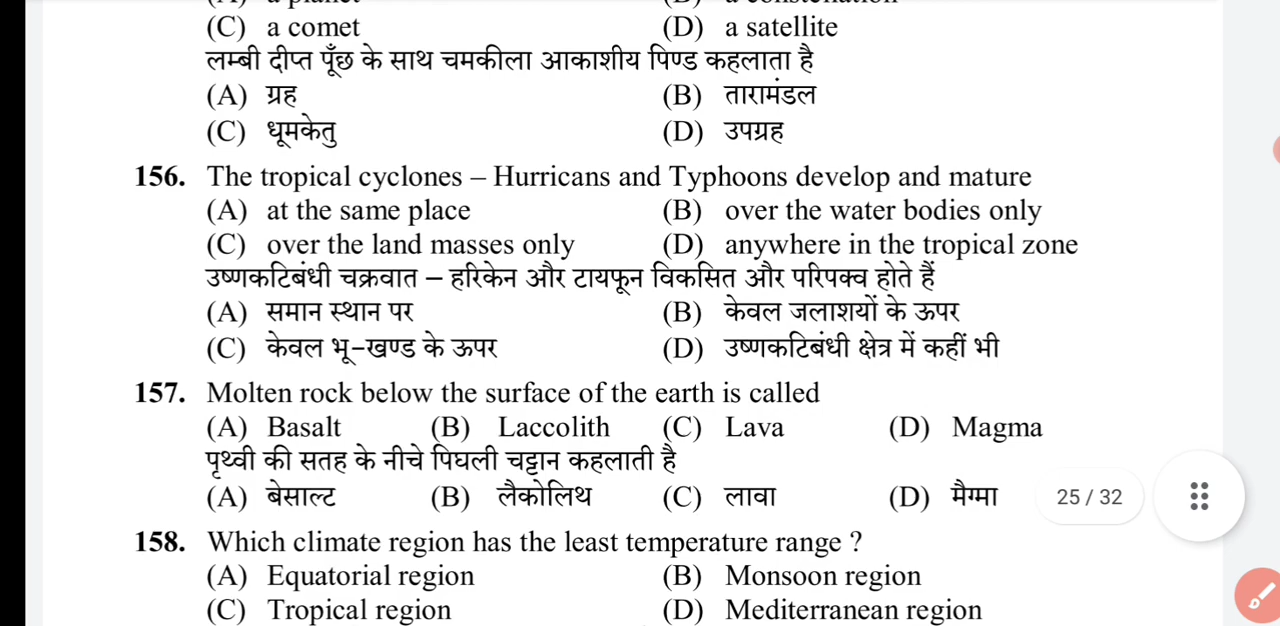 (C) a comet (D) a satellite
लम्बी दीप्त पूँछ के साथ चमकीला आकाशीय पिण्ड कहलाता है
(A) ग्रह (B) तारामंडल
(C) धूमकेतु (D) उपग्रह
156. The tropical cyclones – Hurricans and Typhoons develop and mature
(A) at the same place (B) over the water bodies only
(C) over the land masses only (D) anywhere in the tropical zone
उष्णकटिबंधी चक्रवात – हरिकेन और टायफून विकसित और परिपक्व होते हैं
(A) समान स्थान पर (B) केवल जलाशयों के ऊपर
(C) केवल भू-खण्ड के ऊपर (D) उष्णकटिबंधी क्षेत्र में कहीं भी
157. Molten rock below the surface of the earth is called
(A) Basalt (B) Laccolith (C) Lava (D) Magma
पृथ्वी की सतह के नीचे पिघली चट्टान कहलाती है
(A) बेसाल्ट (B) लैकोलिथ (C) लावा (D) मैग्मा
25 / 32
158. Which climate region has the least temperature range ?
(A) Equatorial region (B) Monsoon region
(C) Tropical region (D) Mediterranean region